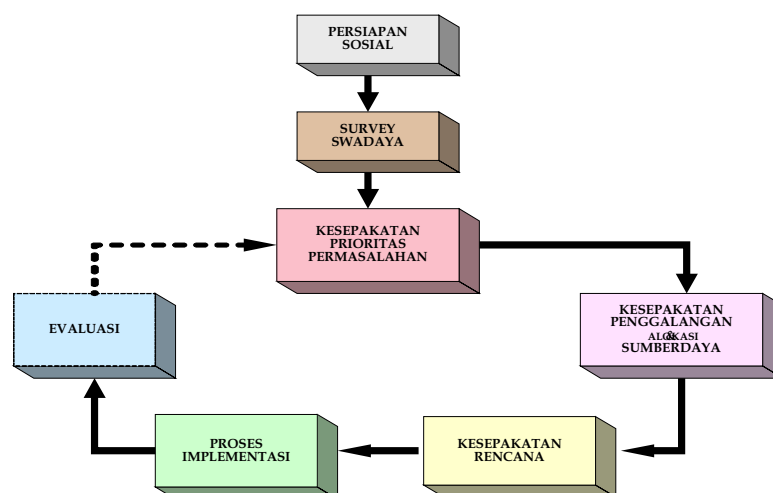 PERSIAPAN
SOSIAL
SURVEY
SWADAYA
KESEPAKATAN
PRIORITAS
PERMASALAHAN
KESEPAKATAN
PENGGALANGAN
& ALOKASI
SUMBERDAYA
KESEPAKATAN
RENCANA
PROSES
IMPLEMENTASI
EVALUASI